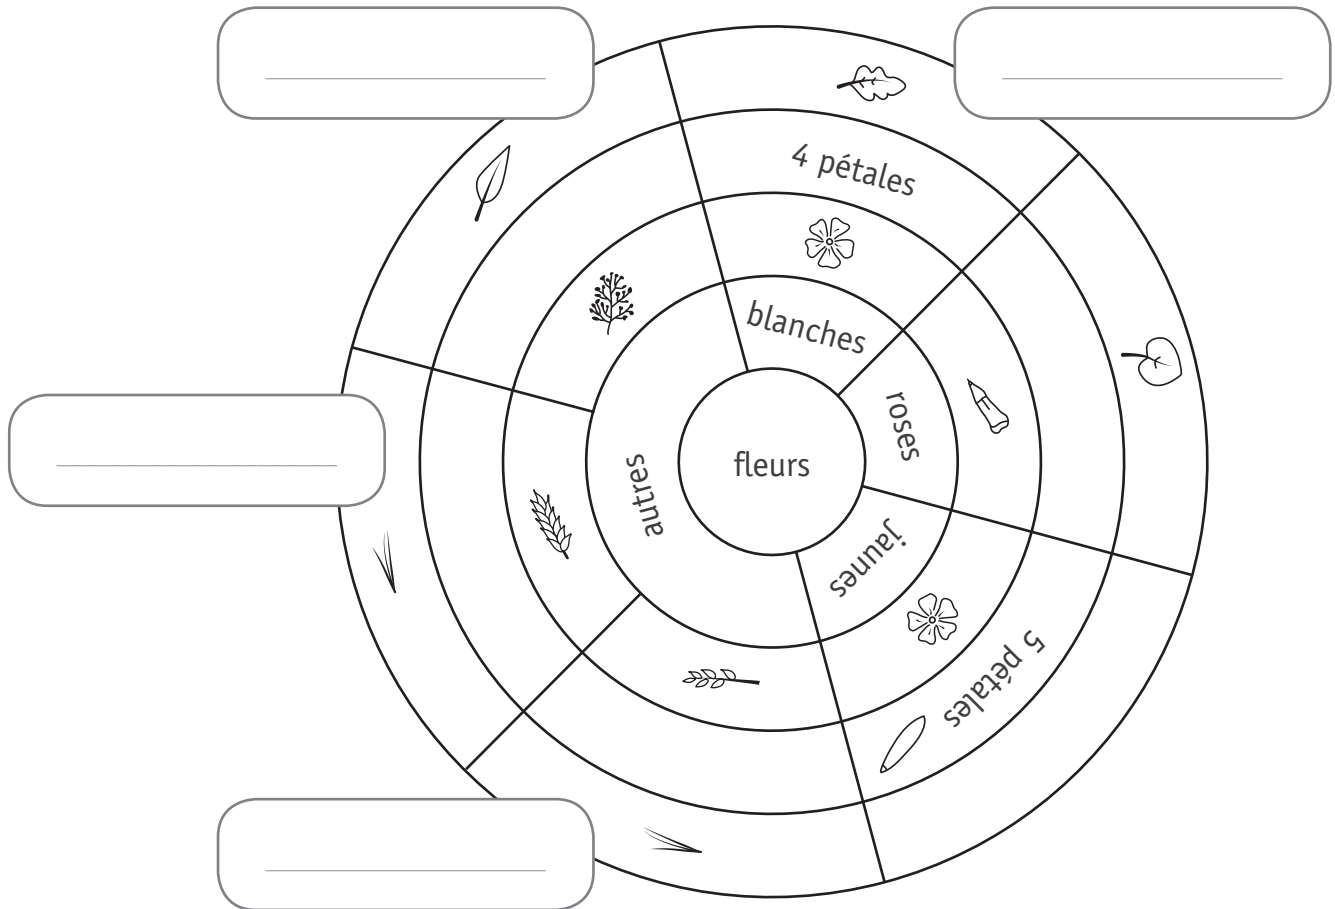 4 pétales
blanches
roses
fleurs
autres
jaunes
5 pétales